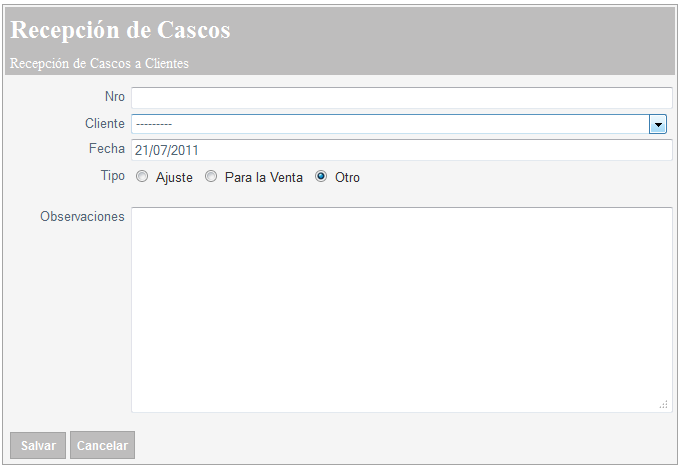 Recepción de Cascos
Recepción de Cascos a Clientes
Nro
Cliente ---------
Fecha 21/07/2011
Tipo Ajuste Para la Venta Otro
Observaciones
Salvar Cancelar